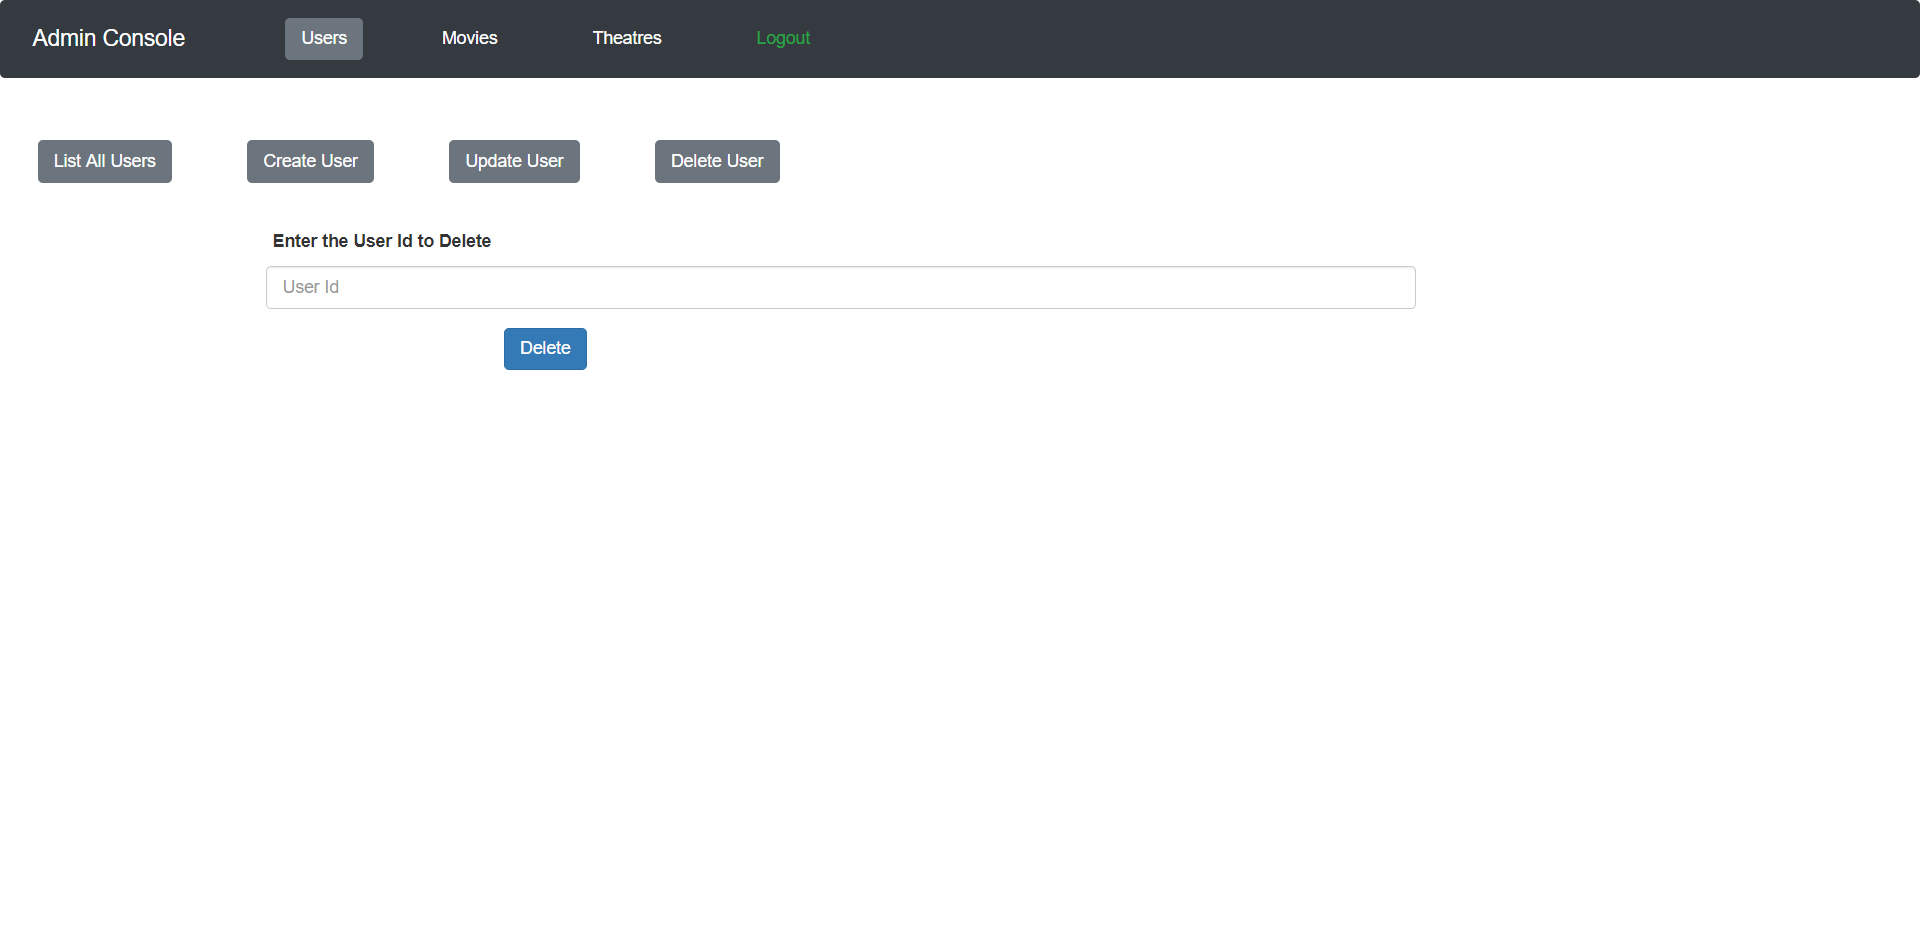 Admin Console Users Movies Theatres Logout
List All Users Create User Update User Delete User
Enter the User Id to Delete
User Id
Delete